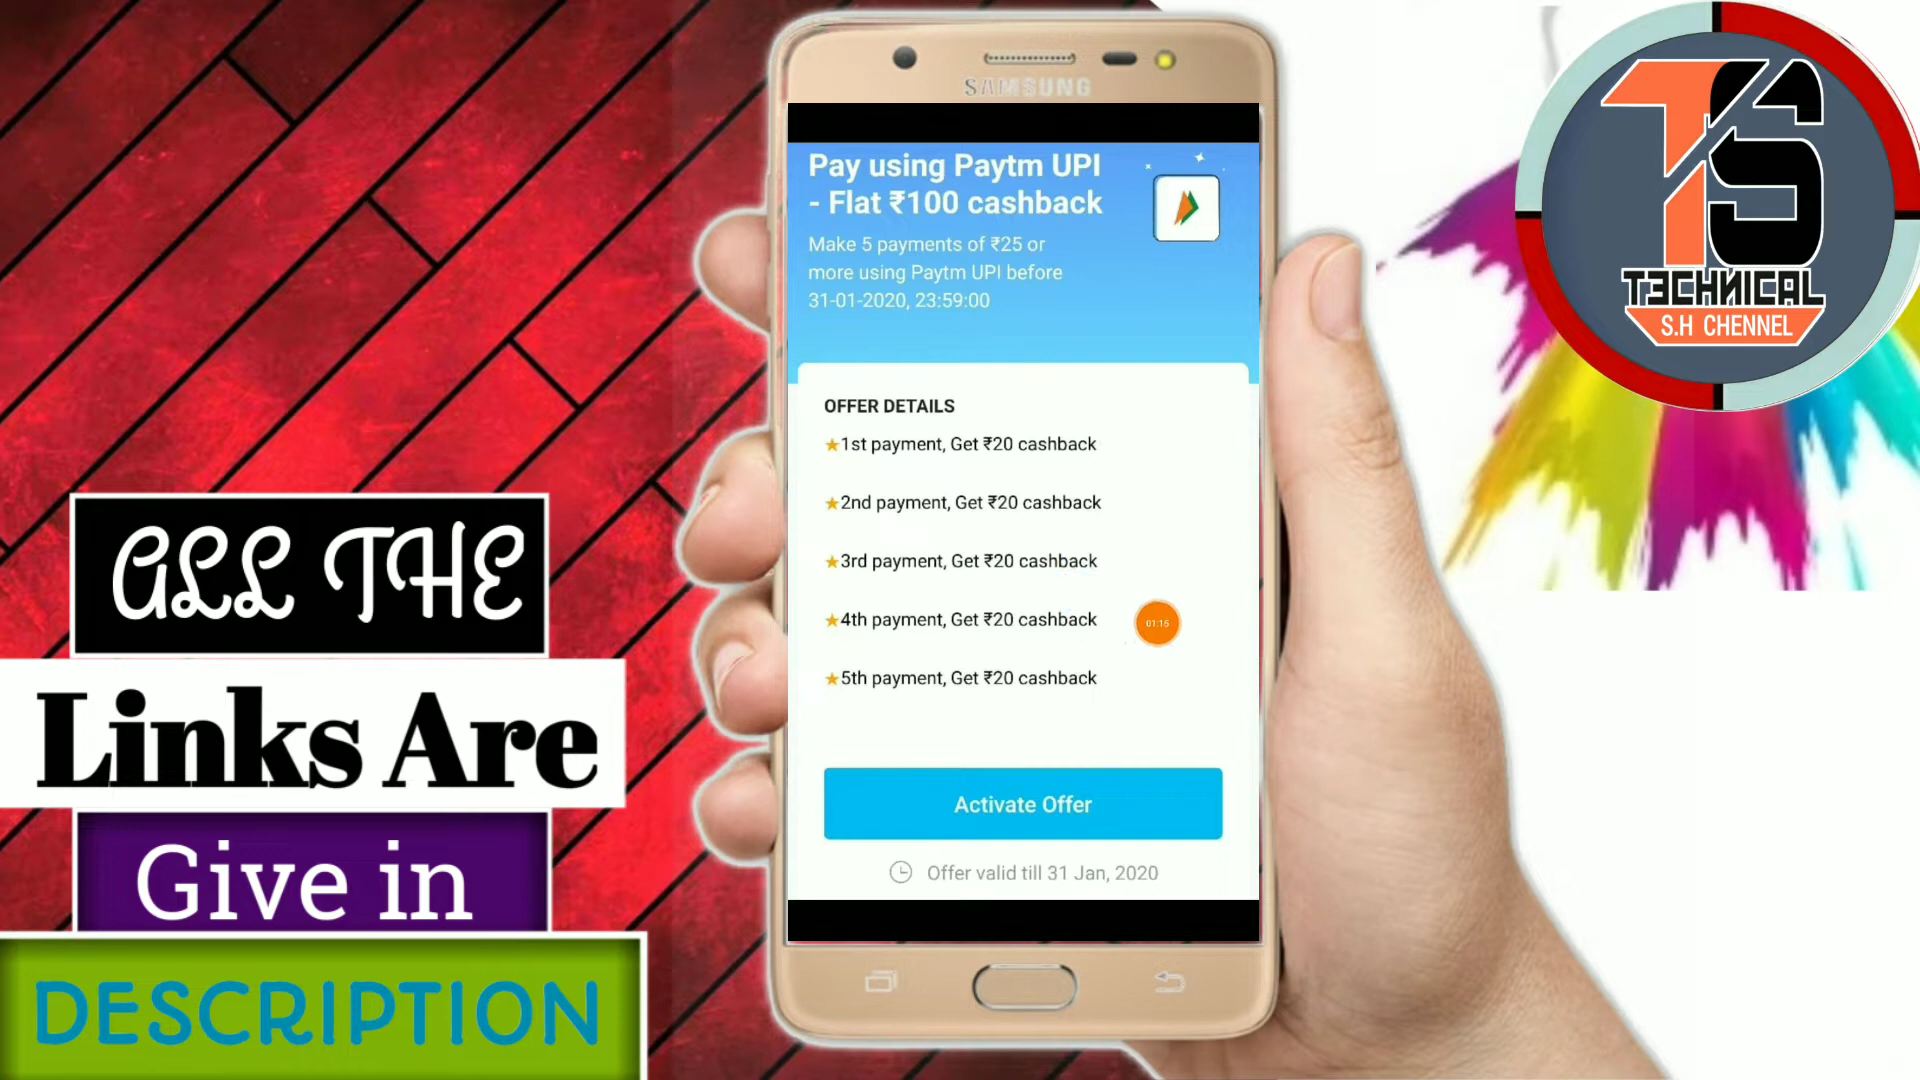 SAMSUNG
Pay using Paytm UPI
- Flat ₹100 cashback
Make 5 payments of ₹25 or
more using Paytm UPI before
31-01-2020, 23:59:00
OFFER DETAILS
★1st payment, Get ₹20 cashback
★2nd payment, Get ₹20 cashback
★3rd payment, Get ₹20 cashback
★4th payment, Get ₹20 cashback
01:15
★5th payment, Get ₹20 cashback
Activate Offer
Offer valid till 31 Jan, 2020
ALL THE
Links Are
Give in
DESCRIPTION
TS
TECHNICAL
S.H CHENNEL